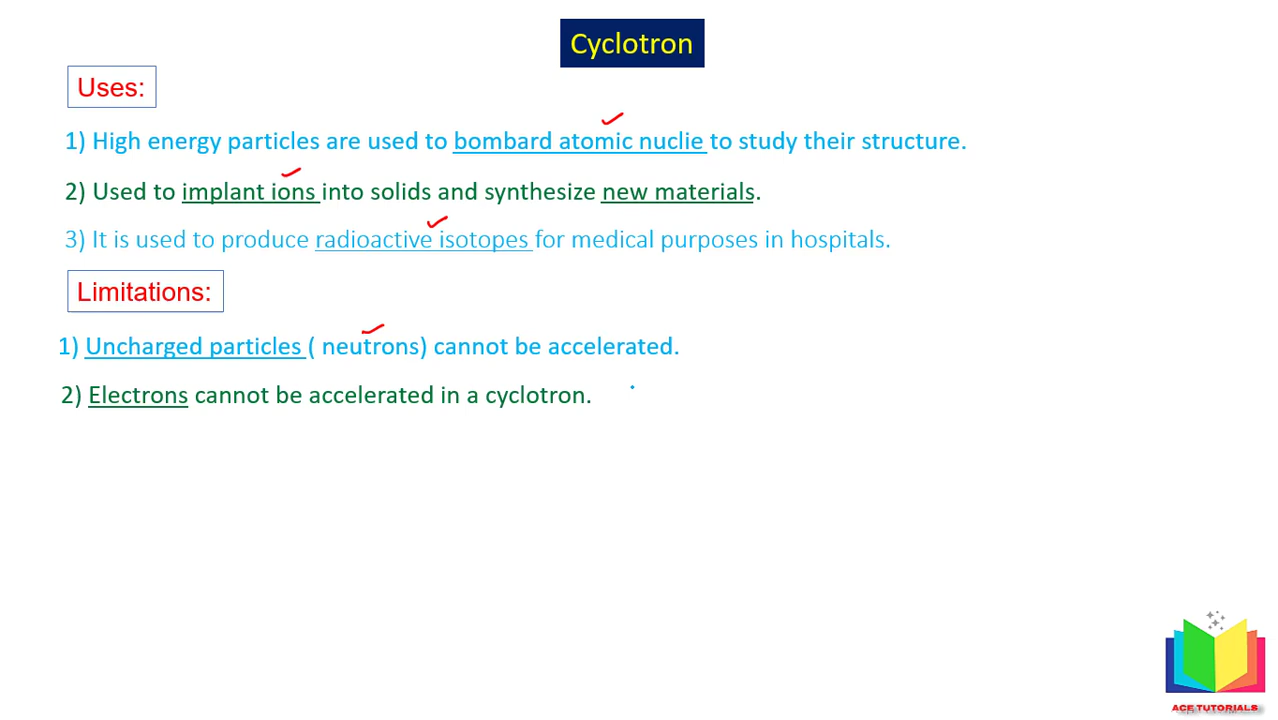 Cyclotron
Uses:
1) High energy particles are used to bombard atomic nuclie to study their structure.
2) Used to implant ions into solids and synthesize new materials.
3) It is used to produce radioactive isotopes for medical purposes in hospitals.
Limitations:
1) Uncharged particles ( neutrons) cannot be accelerated.
2) Electrons cannot be accelerated in a cyclotron.
ACE TUTORIALS